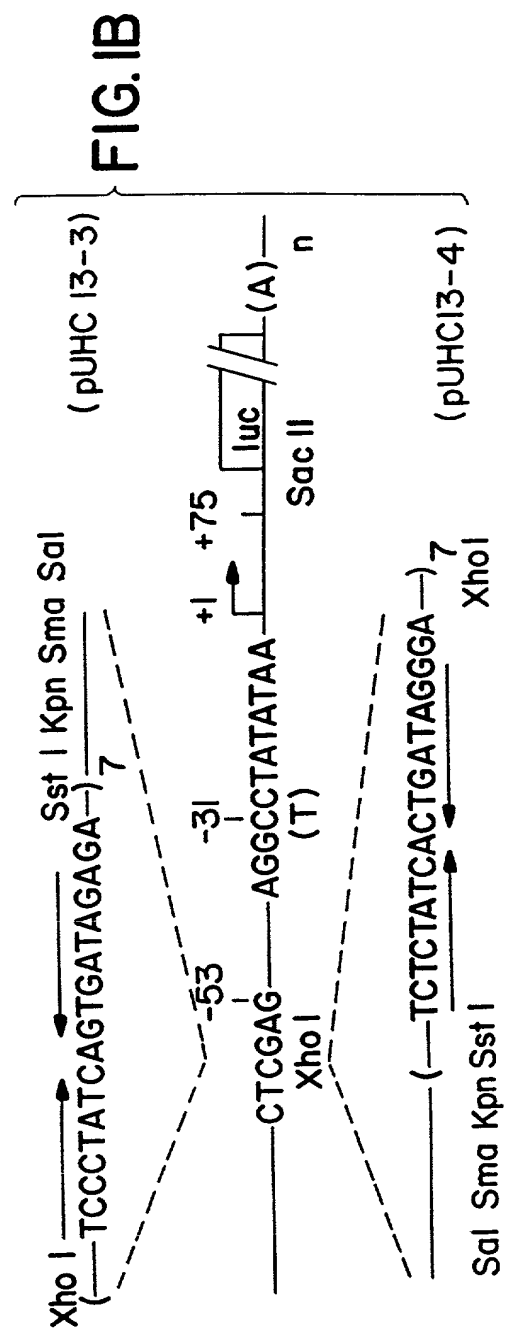 FIG. 1B
Xho I
Sst I Kpn Sma Sal
(—TCCCTATCAGTGATAGAGA—)7
(pUHC 13-3)
-53
-31
+1
+75
CTCGAG
AGGCCTATATAA
luc
(A)
n
Xho I
(T)
Sac II
(—TCTCTATCACTGATAGGGA—)7
(pUHC13-4)
Sal Sma Kpn Sst I
Xho I